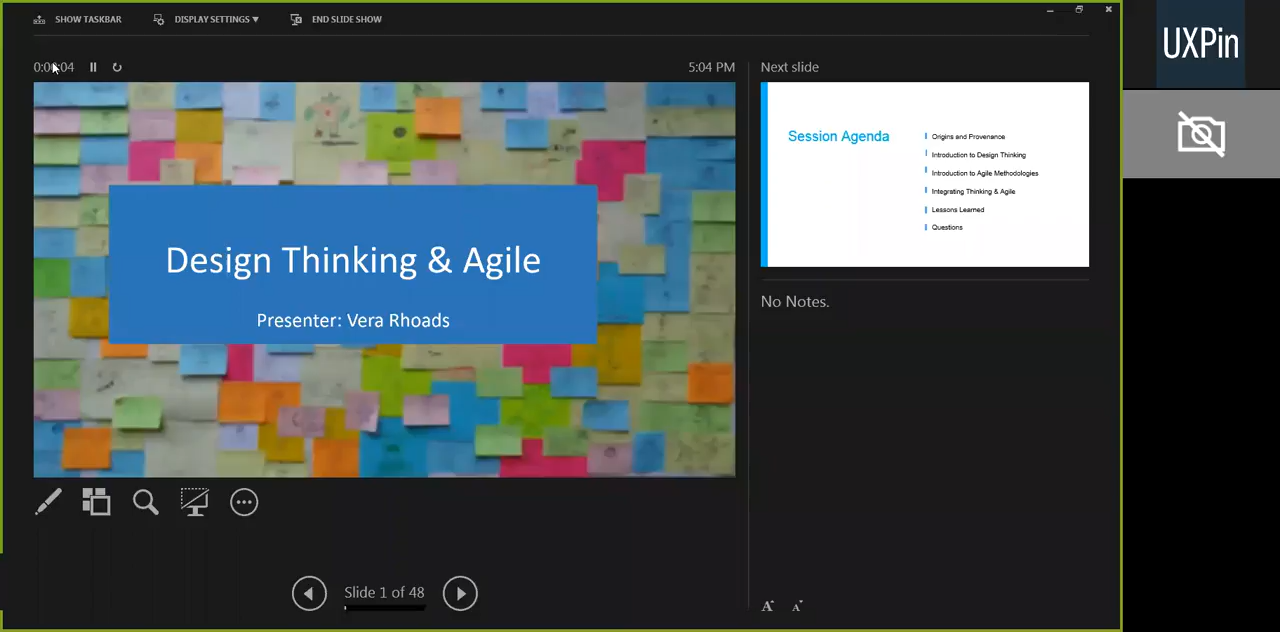 SHOW TASKBAR
DISPLAY SETTINGS ▼
END SLIDE SHOW
5:04 PM
Next slide
Design Thinking & Agile
Presenter: Vera Rhoads
Session Agenda
Origins and Provenance
Introduction to Design Thinking
Introduction to Agile Methodologies
Integrating Thinking & Agile
Lessons Learned
Questions
No Notes.
Slide 1 of 48
A A
UXPin